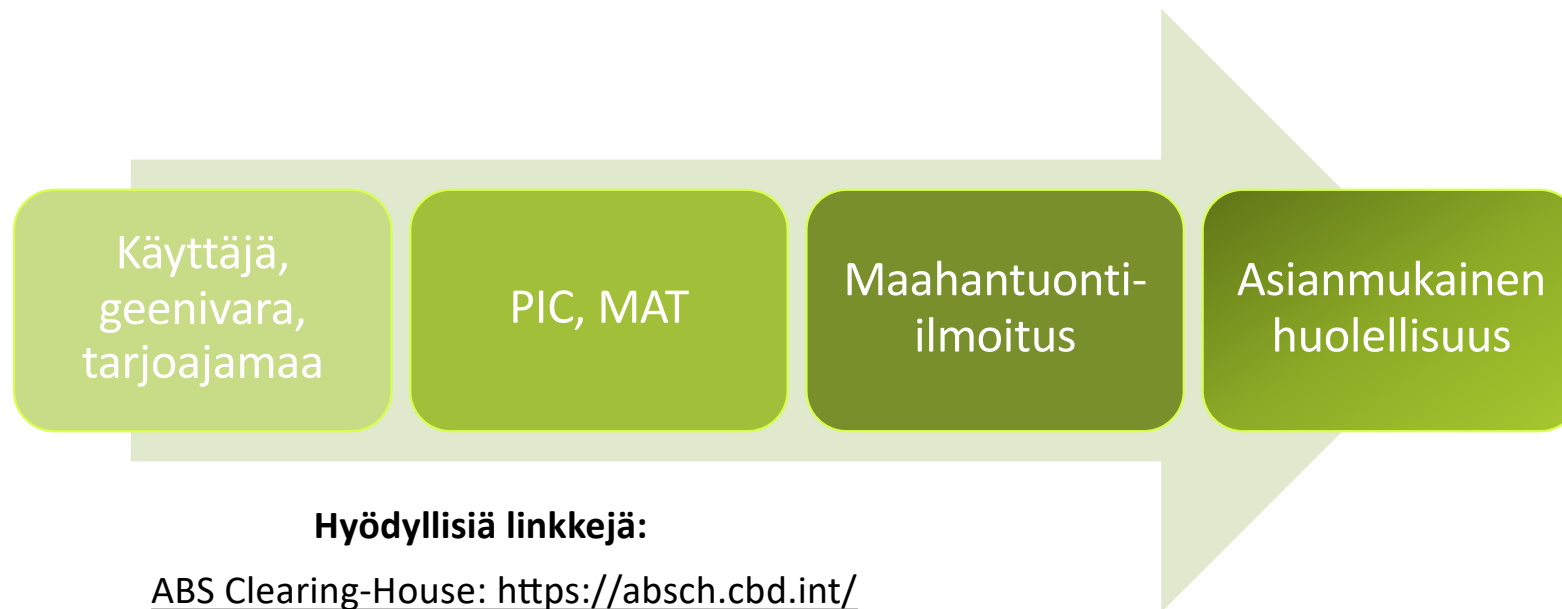 Käyttäjä,
geenivara,
tarjoajamaa
PIC, MAT
Maahantuonti-
ilmoitus
Asianmukainen
huolellisuus
Hyödyllisiä linkkejä:
ABS Clearing-House: https://absch.cbd.int/